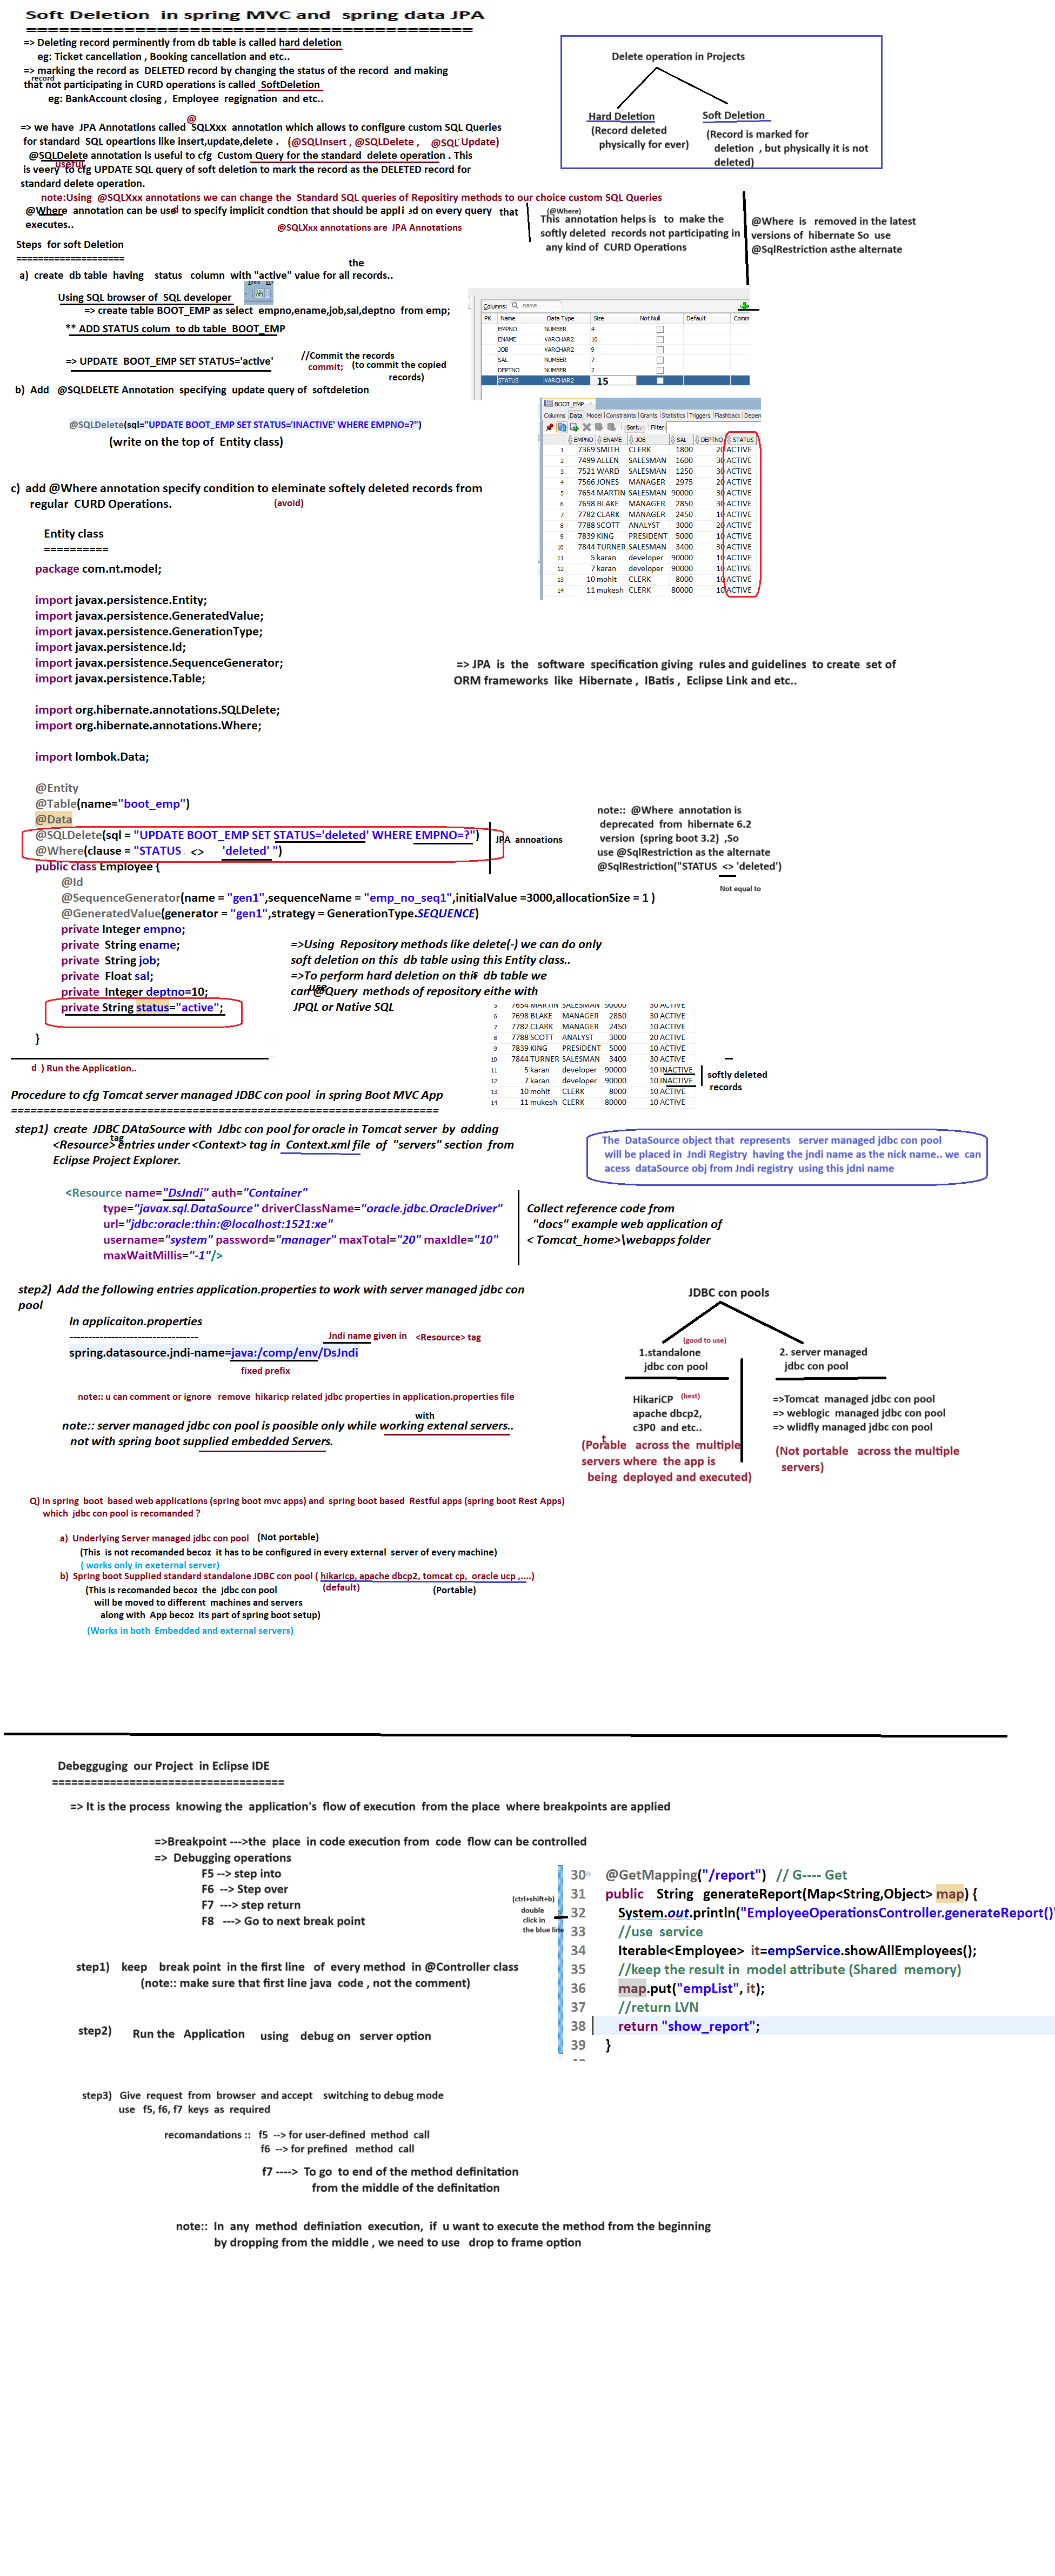 Soft Deletion in spring MVC and spring data JPA
==========================================
=> Deleting record perminently from db table is called hard deletion
eg: Ticket cancellation , Booking cancellation and etc..
=> marking the record as DELETED record by changing the status of the record and making
record
that not participating in CURD operations is called SoftDeletion
eg: BankAccount closing , Employee regignation and etc..
Delete operation in Projects
Hard Deletion
(Record deleted
physically for ever)
Soft Deletion
(Record is marked for
deletion , but physically it is not
deleted)
@
=> we have JPA Annotations called SQLXxx annotation which allows to configure custom SQL Queries
for standard SQL opeartions like insert,update,delete . (@SQLInsert , @SQLDelete , @SQL Update)
@SQLDelete annotation is useful to cfg Custom Query for the standard delete operation . This
useful
is veery to cfg UPDATE SQL query of soft deletion to mark the record as the DELETED record for
standard delete operation.
note:Using @SQLXxx annotations we can change the Standard SQL queries of Repositiry methods to our choice custom SQL Queries
@Where annotation can be used to specify implicit condtion that should be appli ed on every query that
executes..
@SQLXxx annotations are JPA Annotations
(@Where)
This annotation helps is to make the
softly deleted records not participating in
any kind of CURD Operations
@Where is removed in the latest
versions of hibernate So use
@SqlRestriction asthe alternate
Steps for soft Deletion
====================
the
a) create db table having status column with "active" value for all records..
Using SQL browser of SQL developer
=> create table BOOT_EMP as select empno,ename,job,sal,deptno from emp;
** ADD STATUS colum to db table BOOT_EMP
=> UPDATE BOOT_EMP SET STATUS='active'
//Commit the records
commit; (to commit the copied
records)
Columns: name
PK Name Data Type Size Not Null Default Comm
EMPNO NUMBER 4
ENAME VARCHAR2 10
JOB VARCHAR2 9
SAL NUMBER 7
DEPTNO NUMBER 2
STATUS VARCHAR2 15
b) Add @SQLDELETE Annotation specifying update query of softdeletion
@SQLDelete(sql="UPDATE BOOT_EMP SET STATUS='INACTIVE' WHERE EMPNO=?")
(write on the top of Entity class)
BOOT_EMP
Columns Data Model Constraints Grants Statistics Triggers Flashback Deper
Sort.. Filter:
EMPNO ENAME JOB SAL DEPTNO STATUS
1 7369 SMITH CLERK 1800 20 ACTIVE
2 7499 ALLEN SALESMAN 1600 30 ACTIVE
3 7521 WARD SALESMAN 1250 30 ACTIVE
4 7566 JONES MANAGER 2975 20 ACTIVE
5 7654 MARTIN SALESMAN 90000 30 ACTIVE
6 7698 BLAKE MANAGER 2850 30 ACTIVE
7 7782 CLARK MANAGER 2450 10 ACTIVE
8 7788 SCOTT ANALYST 3000 20 ACTIVE
9 7839 KING PRESIDENT 5000 10 ACTIVE
10 7844 TURNER SALESMAN 3400 30 ACTIVE
11 5 karan developer 90000 10 ACTIVE
12 7 karan developer 90000 10 ACTIVE
13 10 mohit CLERK 8000 10 ACTIVE
14 11 mukesh CLERK 80000 10 ACTIVE
c) add @Where annotation specify condition to eleminate softely deleted records from
regular CURD Operations.
(avoid)
Entity class
==========
package com.nt.model;
import javax.persistence.Entity;
import javax.persistence.GeneratedValue;
import javax.persistence.GenerationType;
import javax.persistence.Id;
import javax.persistence.SequenceGenerator;
import javax.persistence.Table;
import org.hibernate.annotations.SQLDelete;
import org.hibernate.annotations.Where;
import lombok.Data;
=> JPA is the software specification giving rules and guidelines to create set of
ORM frameworks like Hibernate , IBatis , Eclipse Link and etc..
@Entity
@Table(name="boot_emp")
@Data
@SQLDelete(sql = "UPDATE BOOT_EMP SET STATUS='deleted' WHERE EMPNO=?")
@Where(clause = "STATUS <> 'deleted' ")
public class Employee {
@Id
@SequenceGenerator(name = "gen1",sequenceName = "emp_no_seq1",initialValue =3000,allocationSize = 1 )
@GeneratedValue(generator = "gen1",strategy = GenerationType.SEQUENCE)
private Integer empno;
private String ename;
private String job;
private Float sal;
private Integer deptno=10;
private String status="active";
}
JPA annoations
note:: @Where annotation is
deprecated from hibernate 6.2
version (spring boot 3.2) ,So
use @SqlRestriction as the alternate
@SqlRestriction("STATUS <> 'deleted')
Not equal to
=>Using Repository methods like delete(-) we can do only
soft deletion on this db table using this Entity class..
=>To perform hard deletion on this db table we
use
can @Query methods of repository eithe with
JPQL or Native SQL
5 7654 MARTIN SALESMAN 90000 30 ACTIVE
6 7698 BLAKE MANAGER 2850 30 ACTIVE
7 7782 CLARK MANAGER 2450 10 ACTIVE
8 7788 SCOTT ANALYST 3000 20 ACTIVE
9 7839 KING PRESIDENT 5000 10 ACTIVE
10 7844 TURNER SALESMAN 3400 30 ACTIVE
11 5 karan developer 90000 10 INACTIVE
12 7 karan developer 90000 10 INACTIVE
13 10 mohit CLERK 8000 10 ACTIVE
14 11 mukesh CLERK 80000 10 ACTIVE
softly deleted
records
d ) Run the Application..
Procedure to cfg Tomcat server managed JDBC con pool in spring Boot MVC App
==================================================================
step1) create JDBC DAtaSource with Jdbc con pool for oracle in Tomcat server by adding
tag
<Resource> entries under <Context> tag in Context.xml file of "servers" section from
Eclipse Project Explorer.
The DataSource object that represents server managed jdbc con pool
will be placed in Jndi Registry having the jndi name as the nick name.. we can
acess dataSource obj from Jndi registry using this jdni name
<Resource name="DsJndi" auth="Container"
type="javax.sql.DataSource" driverClassName="oracle.jdbc.OracleDriver"
url="jdbc:oracle:thin:@localhost:1521:xe"
username="system" password="manager" maxTotal="20" maxIdle="10"
maxWaitMillis="-1"/>
Collect reference code from
"docs" example web application of
< Tomcat_home>\webapps folder
step2) Add the following entries application.properties to work with server managed jdbc con
pool
In applicaiton.properties
----------------------------------
Jndi name given in <Resource> tag
spring.datasource.jndi-name=java:/comp/env/DsJndi
fixed prefix
note:: u can comment or ignore remove hikaricp related jdbc properties in application.properties file
with
note:: server managed jdbc con pool is posible only while working extenal servers..
not with spring boot supplied embedded Servers.
JDBC con pools
(good to use)
1.standalone
jdbc con pool
HikariCP (best)
apache dbcp2,
c3P0 and etc..
t
(Porable across the multiple
servers where the app is
being deployed and executed)
2. server managed
jdbc con pool
=>Tomcat managed jdbc con pool
=> weblogic managed jdbc con pool
=> wlidfly managed jdbc con pool
(Not portable across the multiple
servers)
Q) In spring boot based web applications (spring boot mvc apps) and spring boot based Restful apps (spring boot Rest Apps)
which jdbc con pool is recomanded ?
a) Underlying Server managed jdbc con pool (Not portable)
(This is not recomanded becoz it has to be configured in every external server of every machine)
( works only in exeternal server)
b) Spring boot Supplied standard standalone JDBC con pool ( hikaricp, apache dbcp2, tomcat cp, oracle ucp ,....)
(default) (Portable)
(This is recomanded becoz the jdbc con pool
will be moved to different machines and servers
along with App becoz its part of spring boot setup)
(Works in both Embedded and external servers)
Debegguging our Project in Eclipse IDE
====================================
=> It is the process knowing the application's flow of execution from the place where breakpoints are applied
=>Breakpoint --->the place in code execution from code flow can be controlled
=> Debugging operations
F5 --> step into
F6 --> Step over
F7 ---> step return
F8 ---> Go to next break point
(ctrl+shift+b)
double
click in
the blue line
30 @GetMapping("/report") // G---- Get
31 public String generateReport(Map<String,Object> map) {
32 System.out.println("EmployeeOperationsController.generateReport()"
33 //use service
34 Iterable<Employee> it=empService.showAllEmployees();
35 //keep the result in model attribute (Shared memory)
36 map.put("empList", it);
37 //return LVN
38 return "show_report";
39 }
step1) keep break point in the first line of every method in @Controller class
(note:: make sure that first line java code , not the comment)
step2) Run the Application using debug on server option
step3) Give request from browser and accept switching to debug mode
use f5, f6, f7 keys as required
recomandations :: f5 --> for user-defined method call
f6 --> for prefined method call
f7 ----> To go to end of the method definitation
from the middle of the definitation
note:: In any method definiation execution, if u want to execute the method from the beginning
by dropping from the middle , we need to use drop to frame option